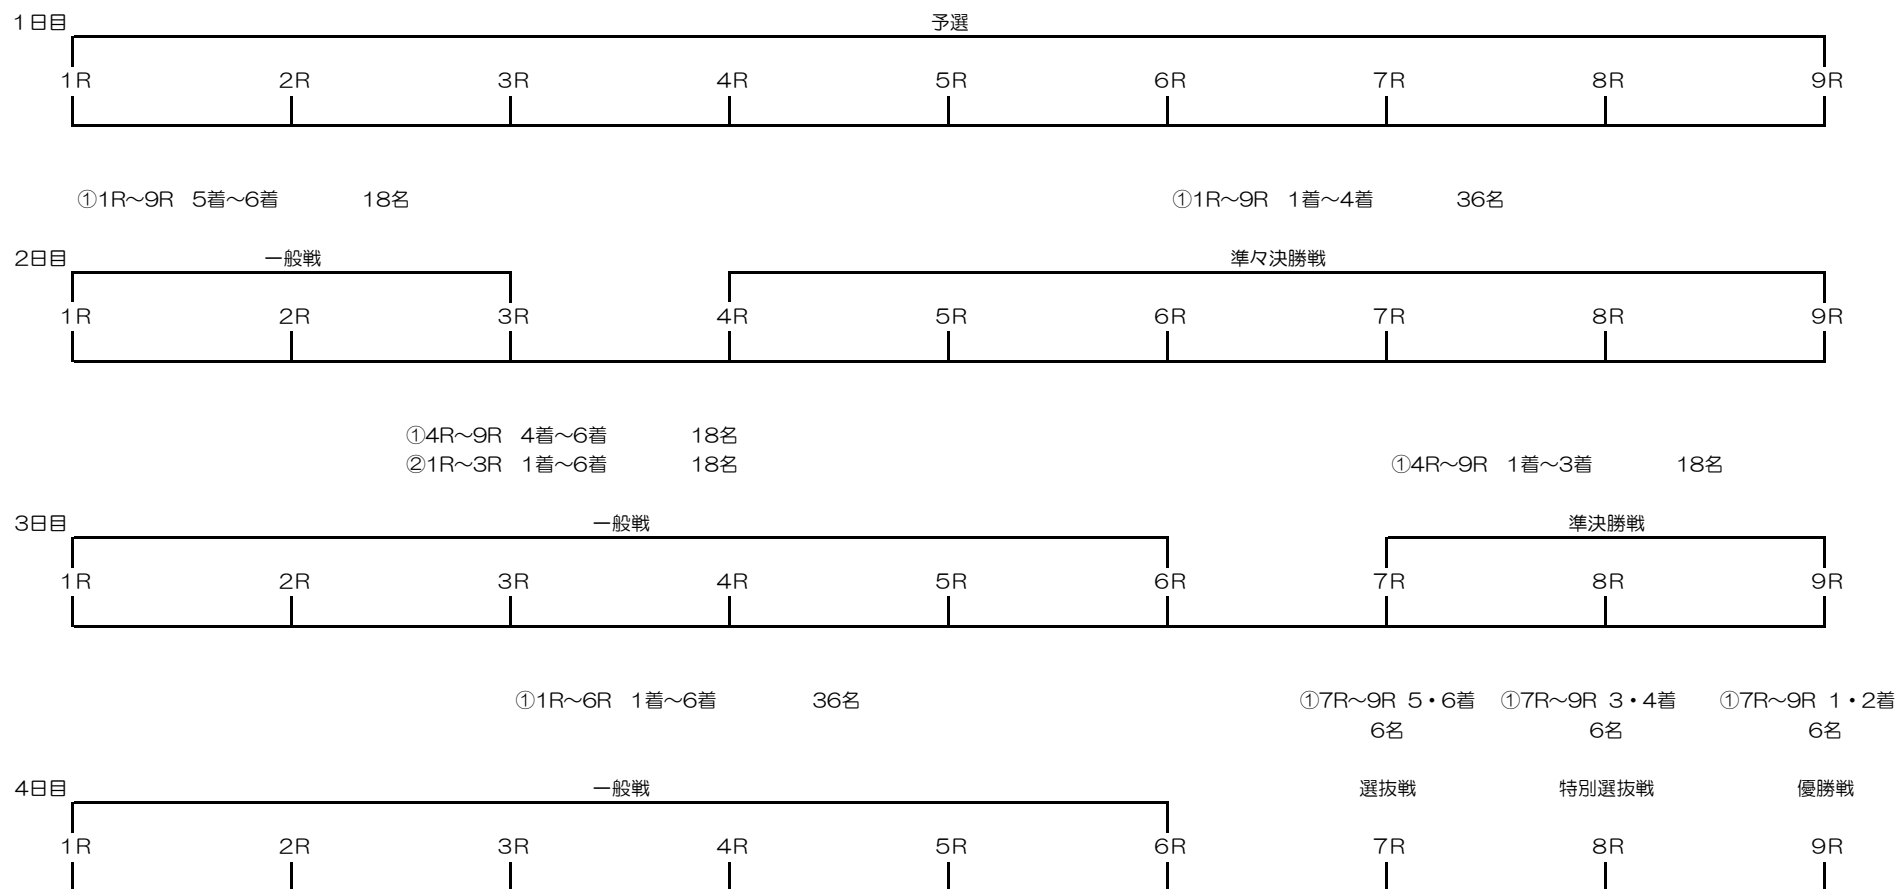 1日目 予選
1R 2R 3R 4R 5R 6R 7R 8R 9R
①1R～9R 5着～6着 18名 ①1R～9R 1着～4着 36名
2日目 一般戦 準々決勝戦
1R 2R 3R 4R 5R 6R 7R 8R 9R
①4R～9R 4着～6着 18名
②1R～3R 1着～6着 18名 ①4R～9R 1着～3着 18名
3日目 一般戦 準決勝戦
1R 2R 3R 4R 5R 6R 7R 8R 9R
①1R～6R 1着～6着 36名 ①7R～9R 5・6着 ①7R～9R 3・4着 ①7R～9R 1・2着
6名 6名 6名
4日目 一般戦 選抜戦 特別選抜戦 優勝戦
1R 2R 3R 4R 5R 6R 7R 8R 9R